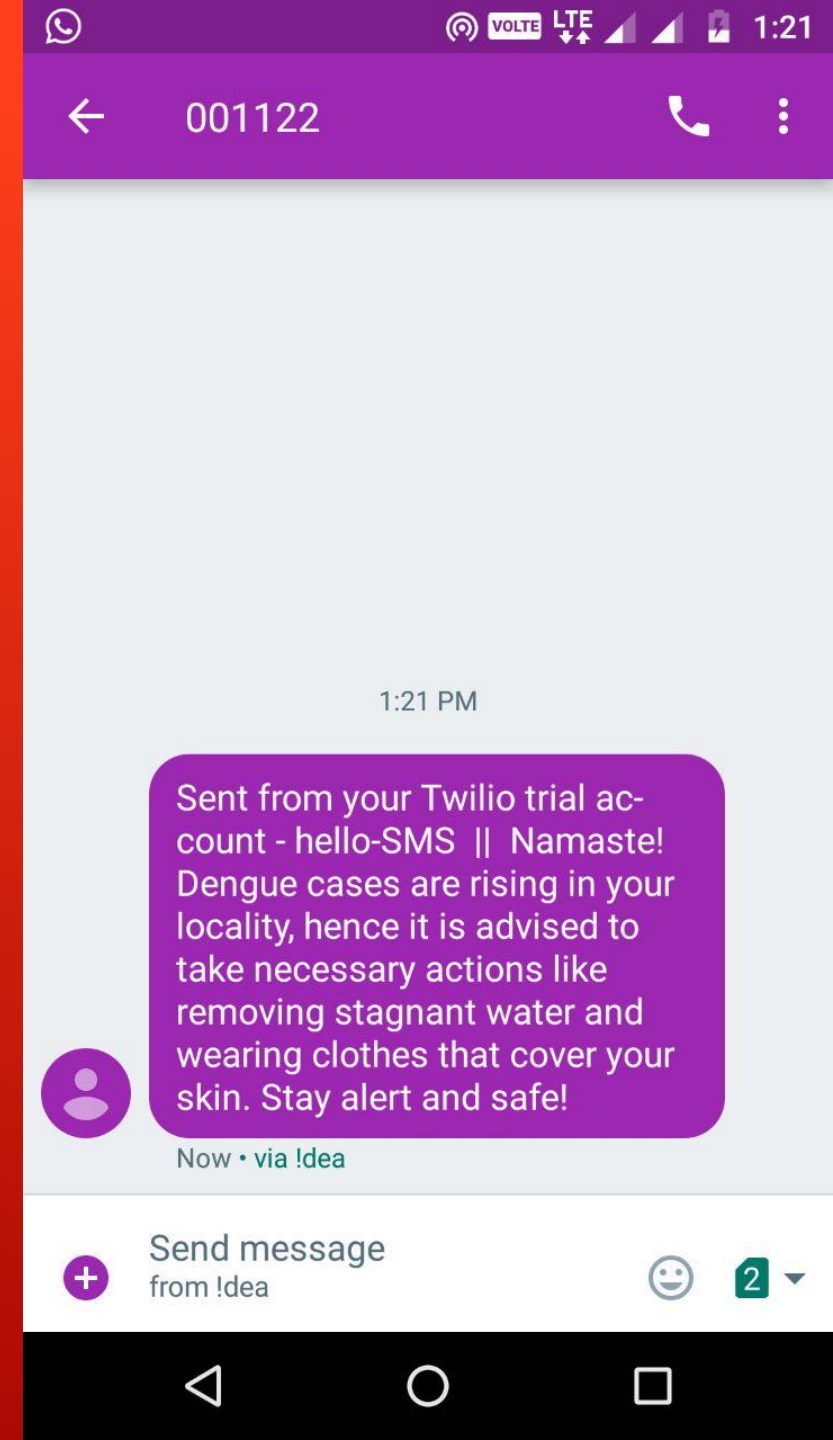 VOLTE LTE 1:21
001122
1:21 PM
Sent from your Twilio trial ac-
count - hello-SMS || Namaste!
Dengue cases are rising in your
locality, hence it is advised to
take necessary actions like
removing stagnant water and
wearing clothes that cover your
skin. Stay alert and safe!
Now • via !dea
Send message
from !dea
2